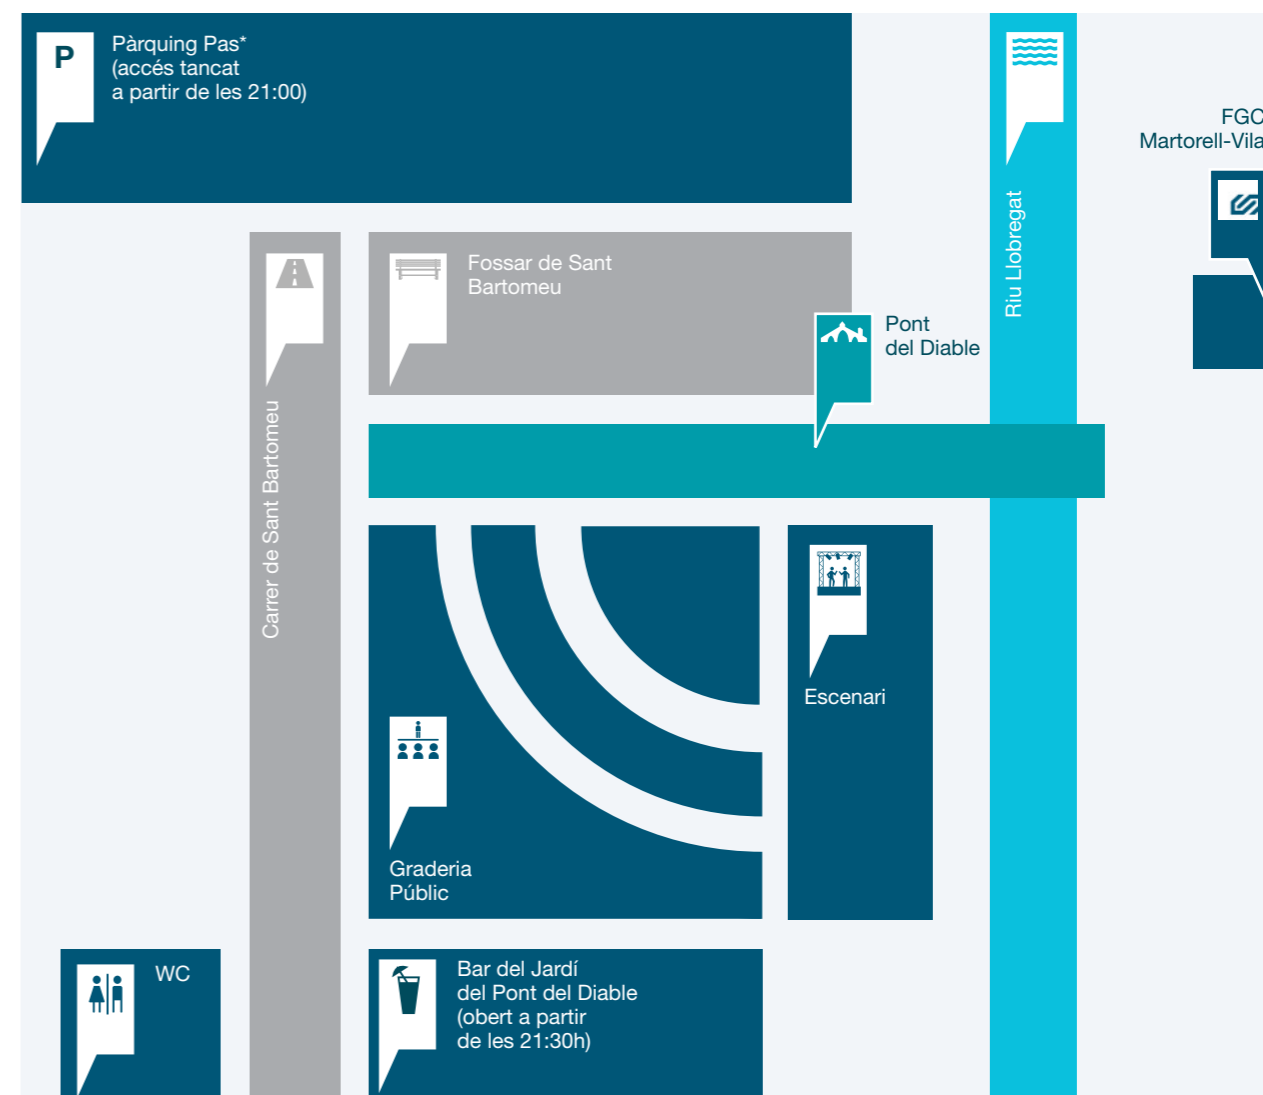 P
Pàrquing Pas*
(accés tancat
a partir de les 21:00)
FGC
Martorell-Vila
Riu Llobregat
Fossar de Sant
Bartomeu
Pont
del Diable
Carrer de Sant Bartomeu
Escenari
Graderia
Públic
WC
Bar del Jardí
del Pont del Diable
(obert a partir
de les 21:30h)